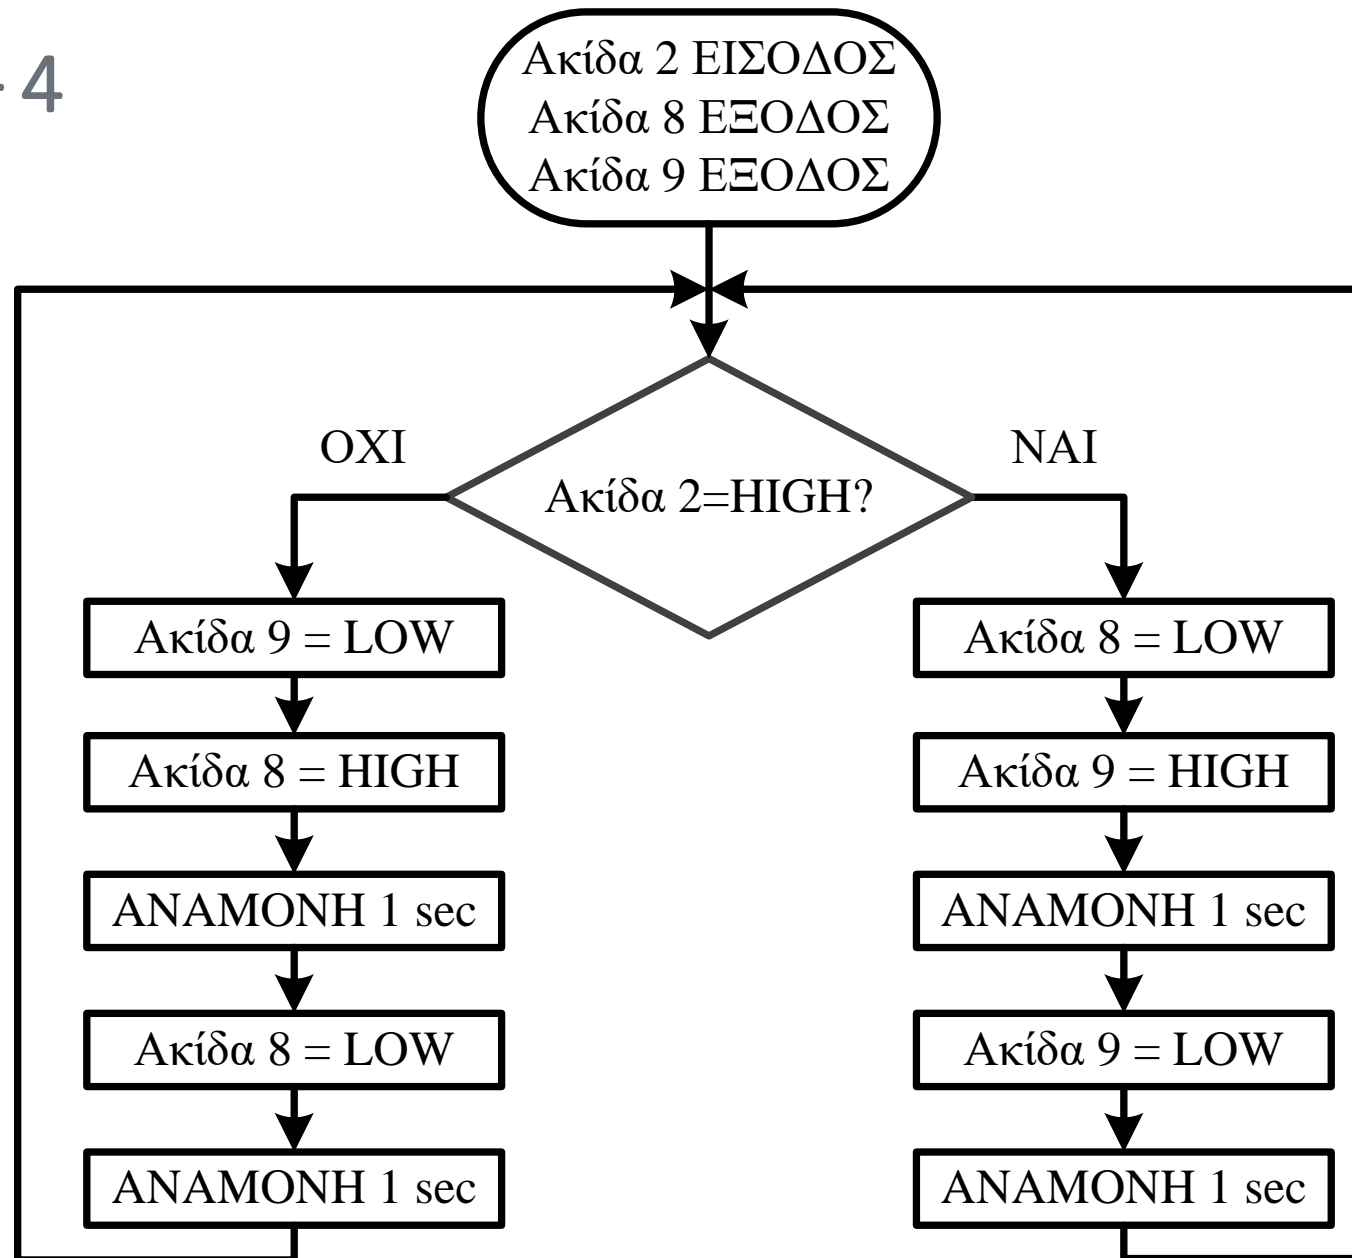 4
Ακίδα 2 ΕΙΣΟΔΟΣ
Ακίδα 8 ΕΞΟΔΟΣ
Ακίδα 9 ΕΞΟΔΟΣ
ΟΧΙ
ΝΑΙ
Ακίδα 2=HIGH?
Ακίδα 9 = LOW
Ακίδα 8 = HIGH
ΑΝΑΜΟΝΗ 1 sec
Ακίδα 8 = LOW
ΑΝΑΜΟΝΗ 1 sec
Ακίδα 8 = LOW
Ακίδα 9 = HIGH
ΑΝΑΜΟΝΗ 1 sec
Ακίδα 9 = LOW
ΑΝΑΜΟΝΗ 1 sec